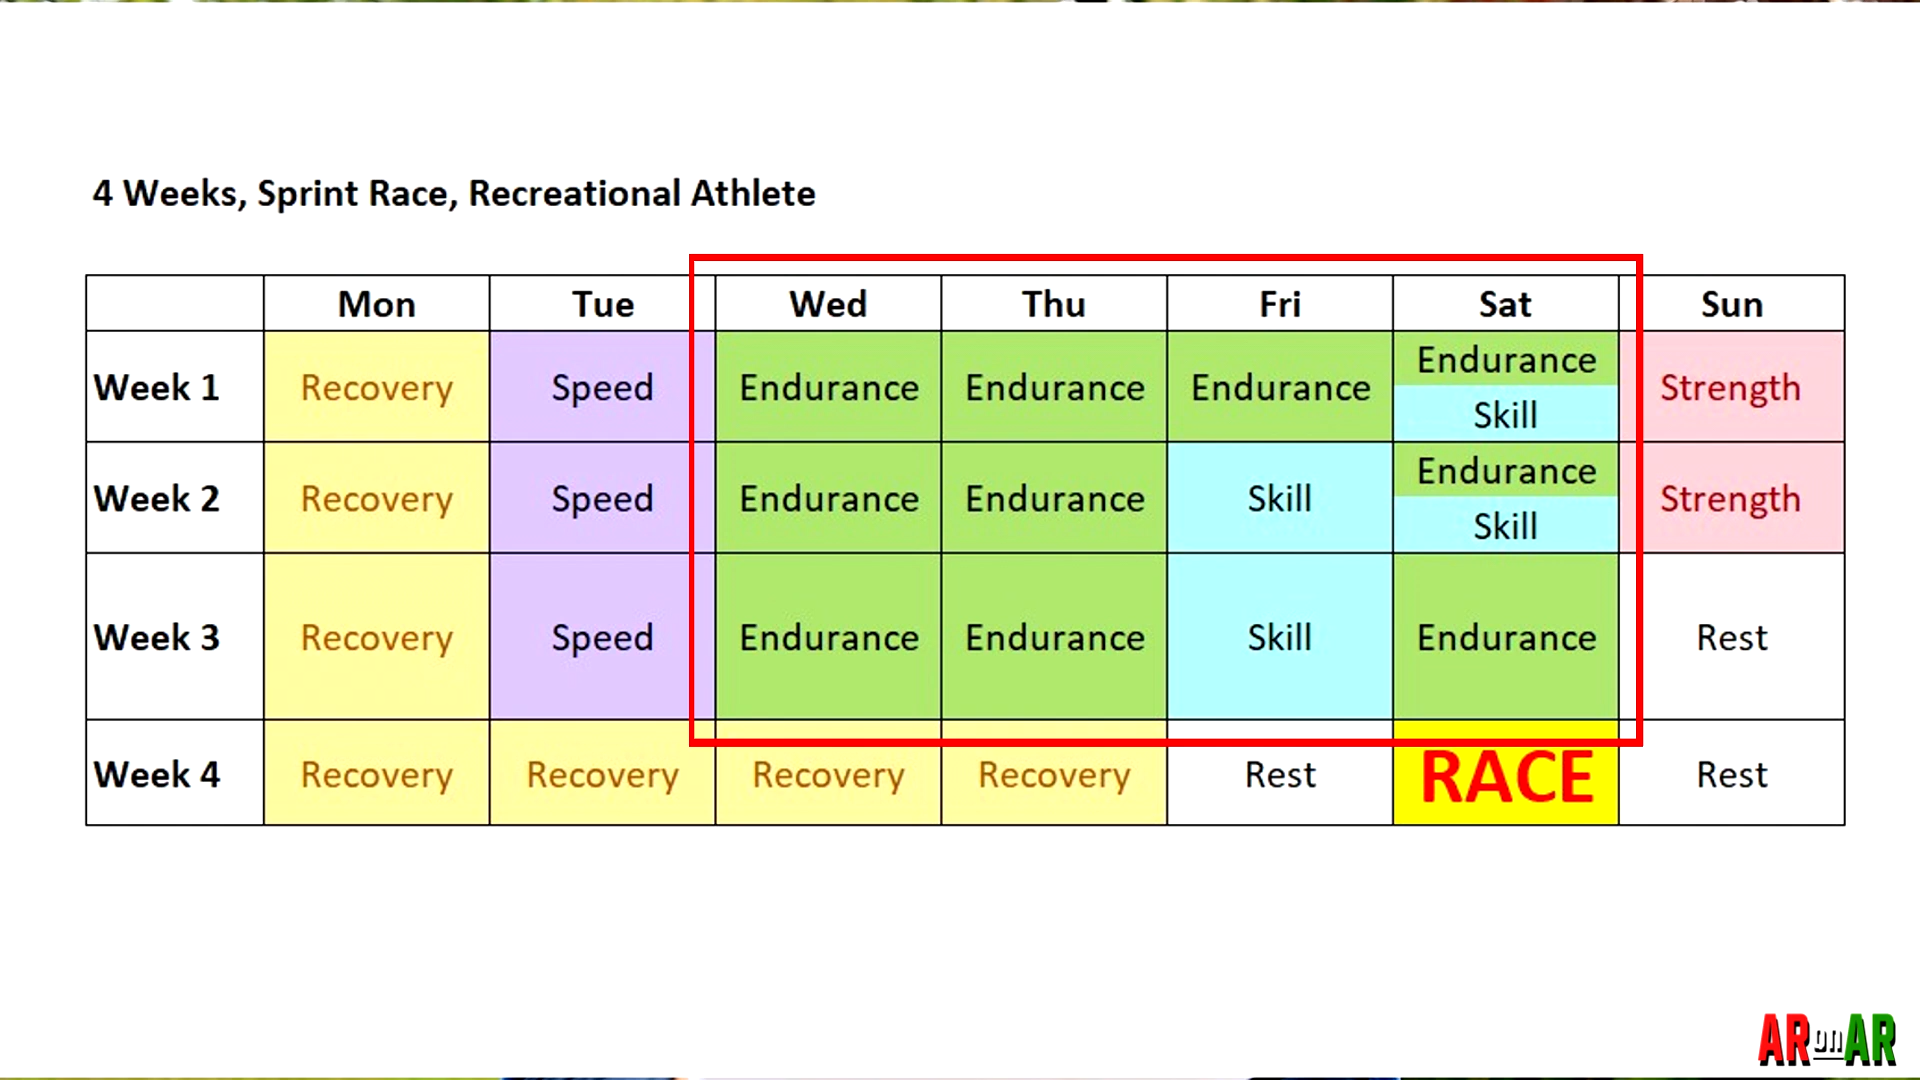 4 Weeks, Sprint Race, Recreational Athlete
Mon Tue Wed Thu Fri Sat Sun
Week 1 Recovery Speed Endurance Endurance Endurance Endurance Skill Strength
Week 2 Recovery Speed Endurance Endurance Skill Endurance Skill Strength
Week 3 Recovery Speed Endurance Endurance Skill Endurance Rest
Week 4 Recovery Recovery Recovery Recovery Rest RACE Rest
AR on AR